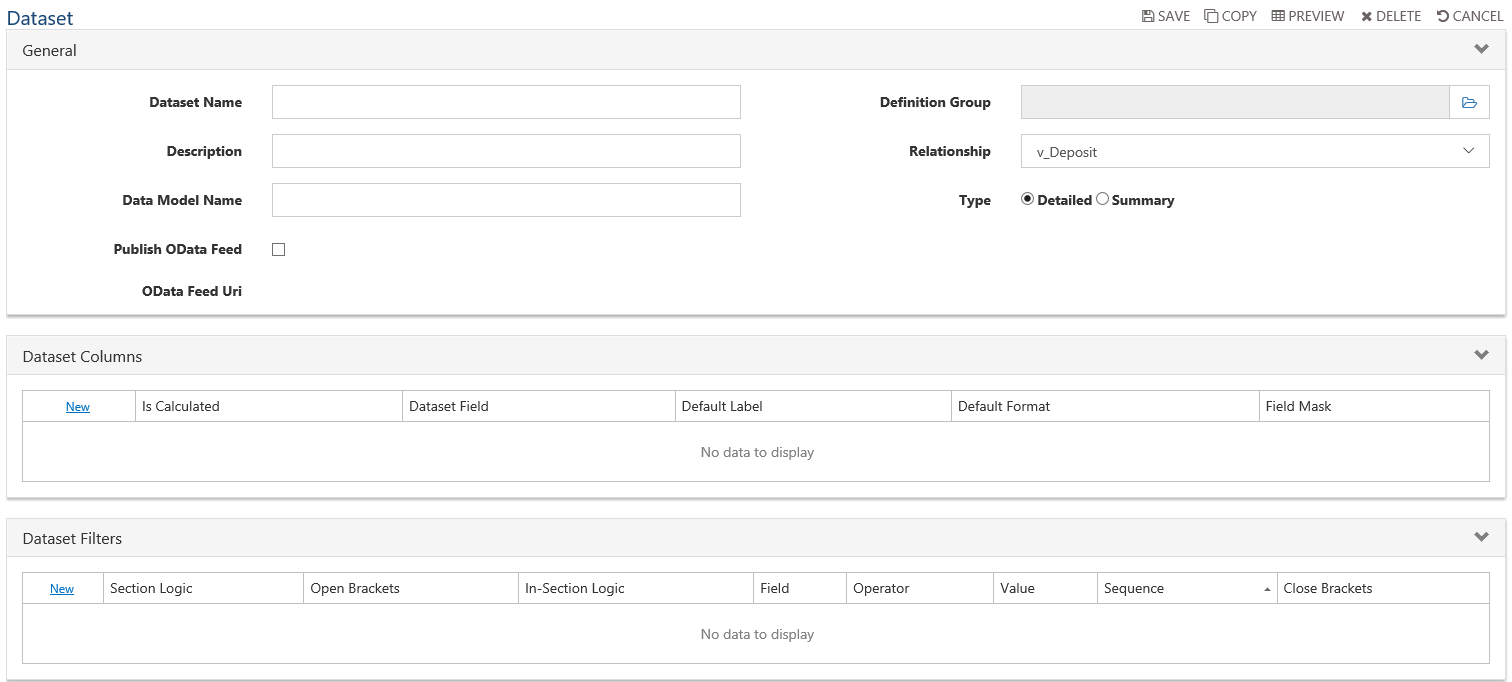 Dataset
SAVE COPY PREVIEW DELETE CANCEL
General
Dataset Name
Definition Group
Description
Relationship v_Deposit
Data Model Name
Type Detailed Summary
Publish OData Feed
OData Feed Uri
Dataset Columns
New Is Calculated Dataset Field Default Label Default Format Field Mask
No data to display
Dataset Filters
New Section Logic Open Brackets In-Section Logic Field Operator Value Sequence Close Brackets
No data to display